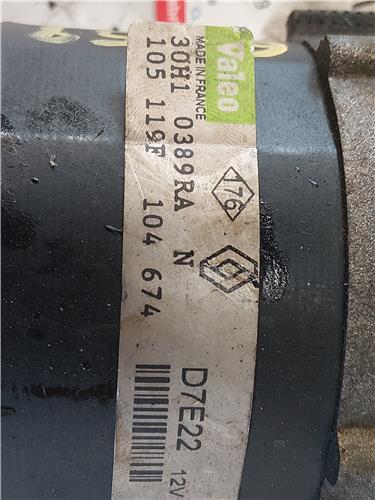 Valeo
MADE IN FRANCE
30H1 0389RA N
105 119F 104 674
176
D7E22 12V